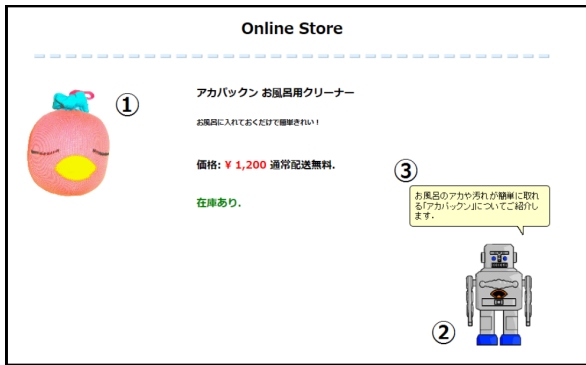 Online Store
①
アカパックン お風呂用クリーナー
お風呂に入れておくだけで簡単きれい！
価格: ¥ 1,200 通常配送無料.
在庫あり.
③
お風呂のアカや汚れが簡単に取れ
る「アカパックン」についてご紹介し
ます.
②